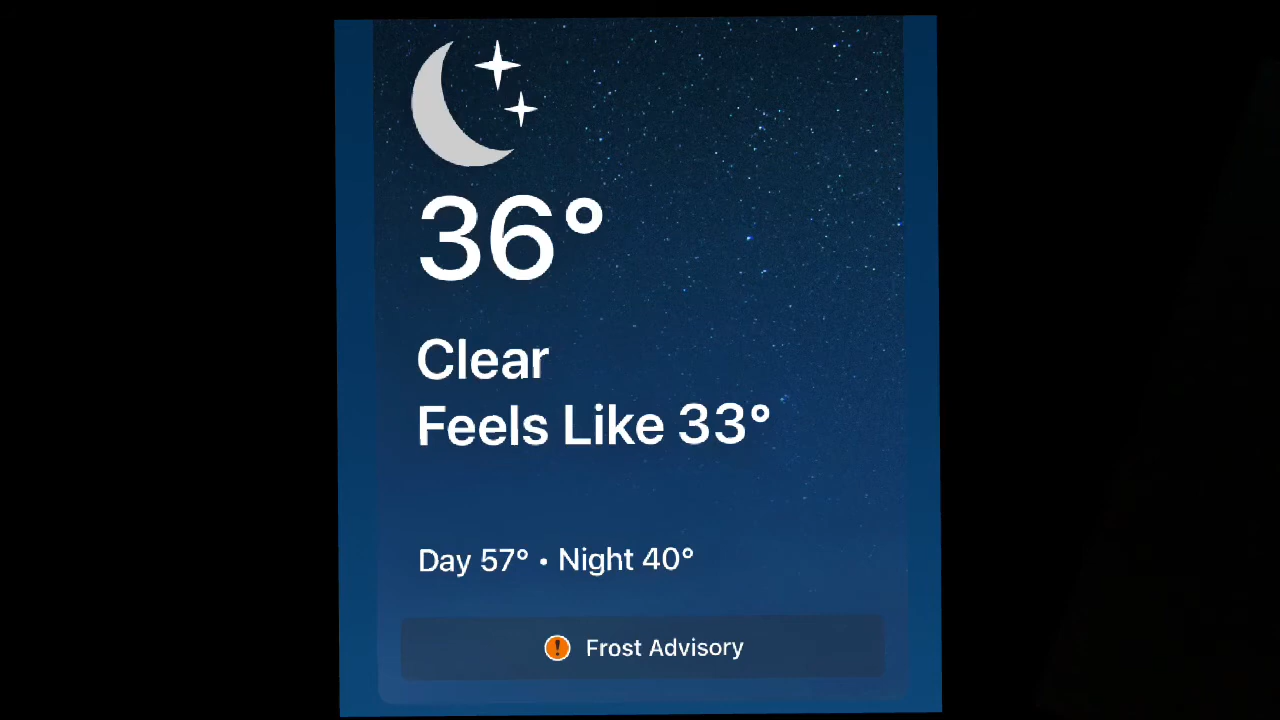 36°
Clear
Feels Like 33°
Day 57° • Night 40°
Frost Advisory